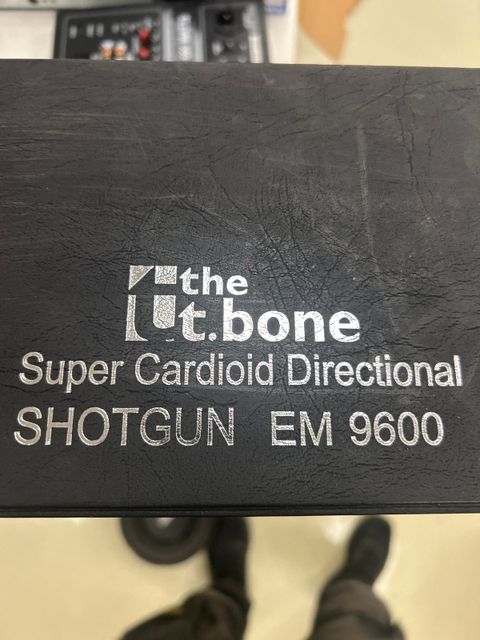 the
t.bone
Super Cardioid Directional
SHOTGUN EM 9600